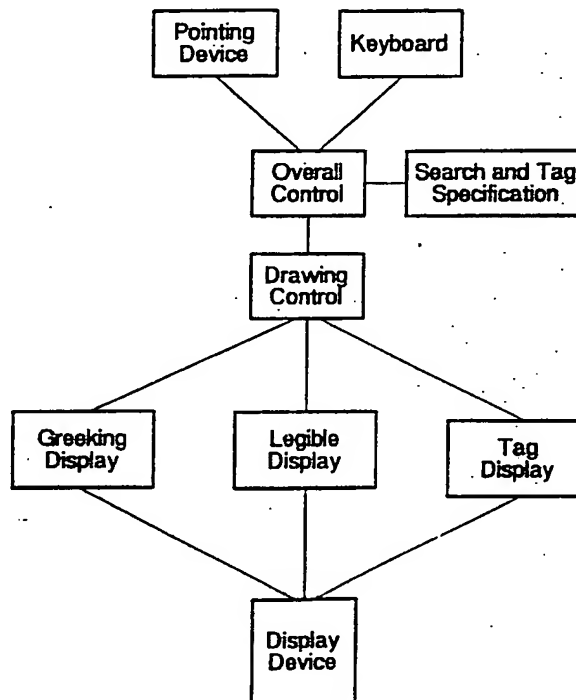 Pointing
Device
Keyboard
Overall
Control
Search and Tag
Specification
Drawing
Control
Greeking
Display
Legible
Display
Tag
Display
Display
Device